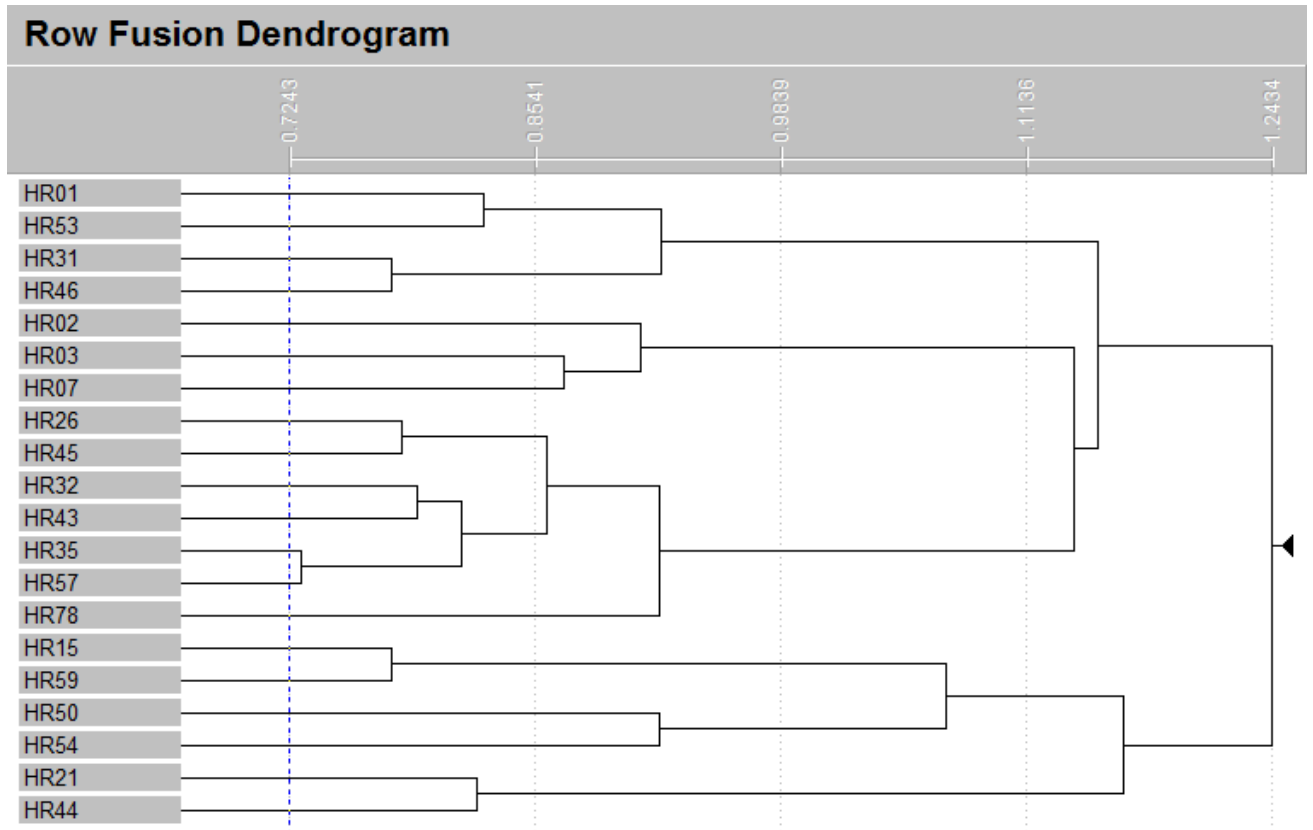 Row Fusion Dendrogram
0.7243 0.8541 0.9839 1.1136 1.2434
HR01
HR53
HR31
HR46
HR02
HR03
HR07
HR26
HR45
HR32
HR43
HR35
HR57
HR78
HR15
HR59
HR50
HR54
HR21
HR44